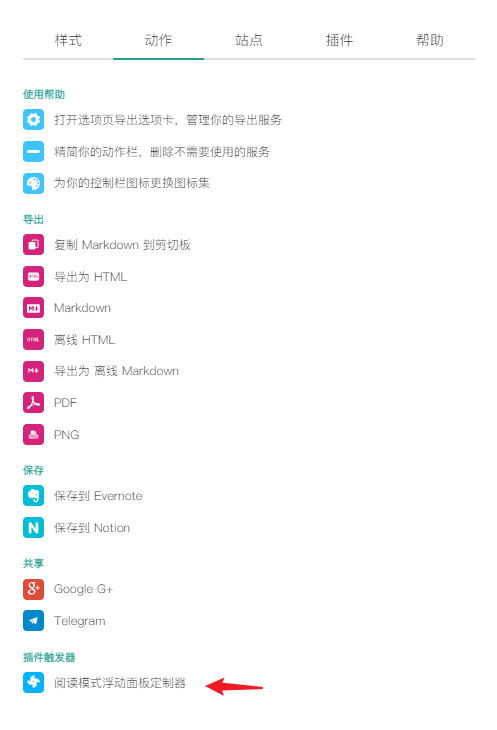 样式 动作 站点 插件 帮助
使用帮助
打开选项页导出选项卡，管理你的导出服务
精简你的动作栏，删除不需要使用的服务
为你的控制栏图标更换图标集
导出
复制 Markdown 到剪切板
导出为 HTML
Markdown
离线 HTML
导出为 离线 Markdown
PDF
PNG
保存
保存到 Evernote
保存到 Notion
共享
Google G+
Telegram
插件触发器
阅读模式浮动面板定制器